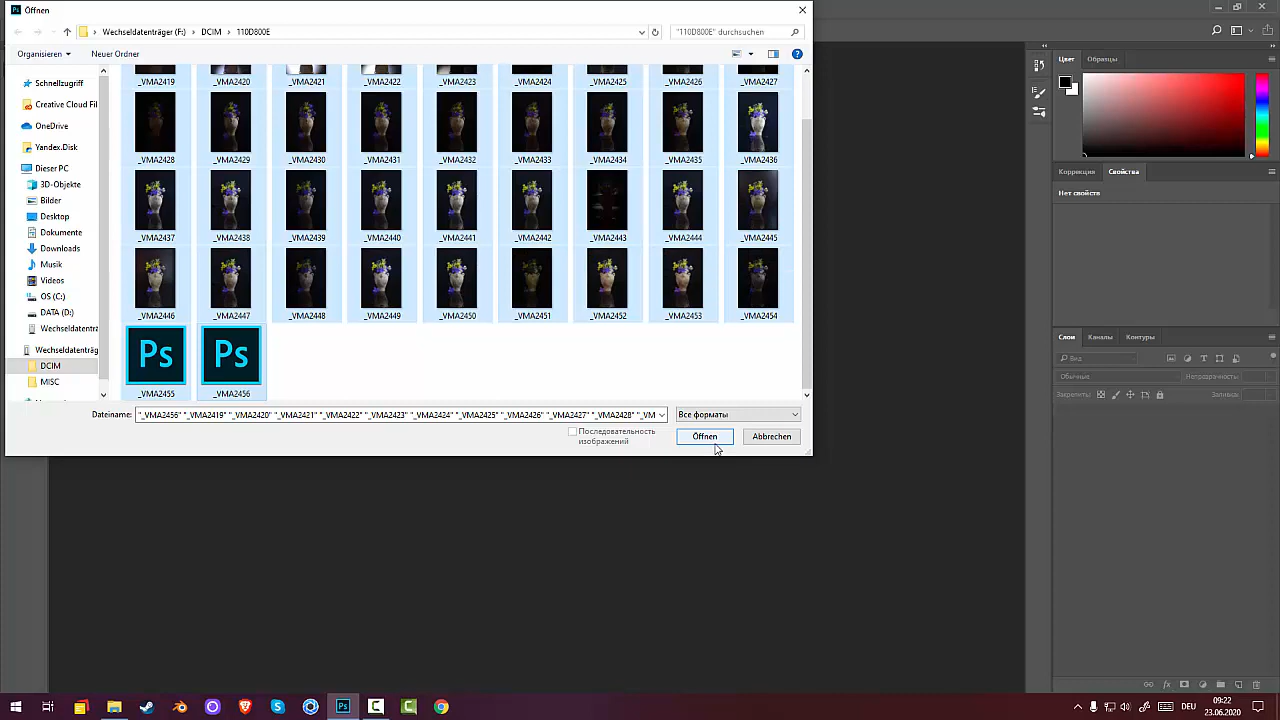 Öffnen
Wechseldatenträger (F:) > DCIM > 110D800E
"110D800E" durchsuchen
Organisieren
Neuer Ordner
Цвет
Образцы
Schnellzugriff
Creative Cloud Fil
OneDrive
Yandex.Disk
Dieser PC
3D-Objekte
Bilder
Desktop
Dokumente
Downloads
Musik
Videos
OS (C:)
DATA (D:)
Wechseldatenträ
Wechseldatenträg
DCIM
MISC
_VMA2419 _VMA2420 _VMA2421 _VMA2422 _VMA2423 _VMA2424 _VMA2425 _VMA2426 _VMA2427
_VMA2428 _VMA2429 _VMA2430 _VMA2431 _VMA2432 _VMA2433 _VMA2434 _VMA2435 _VMA2436
_VMA2437 _VMA2438 _VMA2439 _VMA2440 _VMA2441 _VMA2442 _VMA2443 _VMA2444 _VMA2445
_VMA2446 _VMA2447 _VMA2448 _VMA2449 _VMA2450 _VMA2451 _VMA2452 _VMA2453 _VMA2454
Ps Ps
_VMA2455 _VMA2456
Dateiname:
"_VMA2456" "_VMA2419" "_VMA2420" "_VMA2421" "_VMA2422" "_VMA2423" "_VMA2424" "_VMA2425" "_VMA2426" "_VMA2427" "_VMA2428" "_VM
Все форматы
Последовательность
изображений
Öffnen
Abbrechen
Коррекция
Свойства
Нет свойств
Слои
Каналы
Контуры
Вид
Обычные
Непрозрачность:
Закрепить:
Заливка:
DEU
09:22
23.06.2020